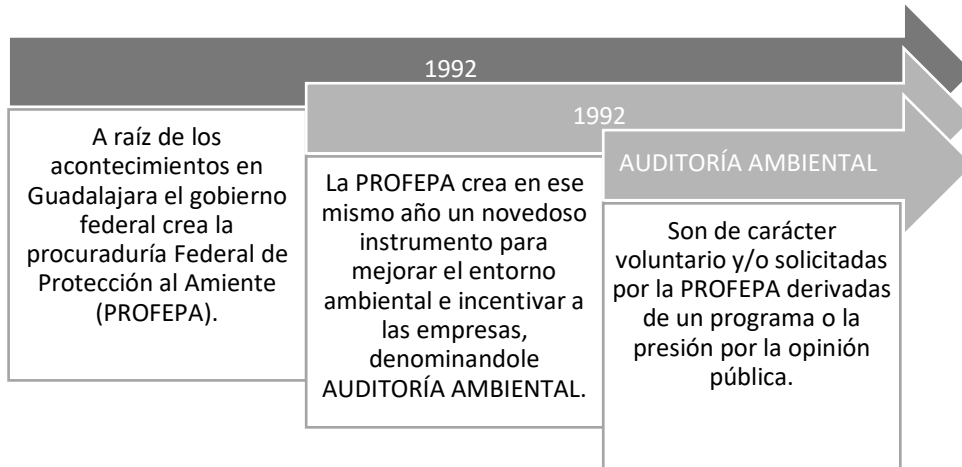 1992
A raíz de los
acontecimientos en
Guadalajara el gobierno
federal crea la
procuraduría Federal de
Protección al Amiente
(PROFEPA).
1992
La PROFEPA crea en ese
mismo año un novedoso
instrumento para
mejorar el entorno
ambiental e incentivar a
las empresas,
denominandole
AUDITORÍA AMBIENTAL.
AUDITORÍA AMBIENTAL
Son de carácter
voluntario y/o solicitadas
por la PROFEPA derivadas
de un programa o la
presión por la opinión
pública.